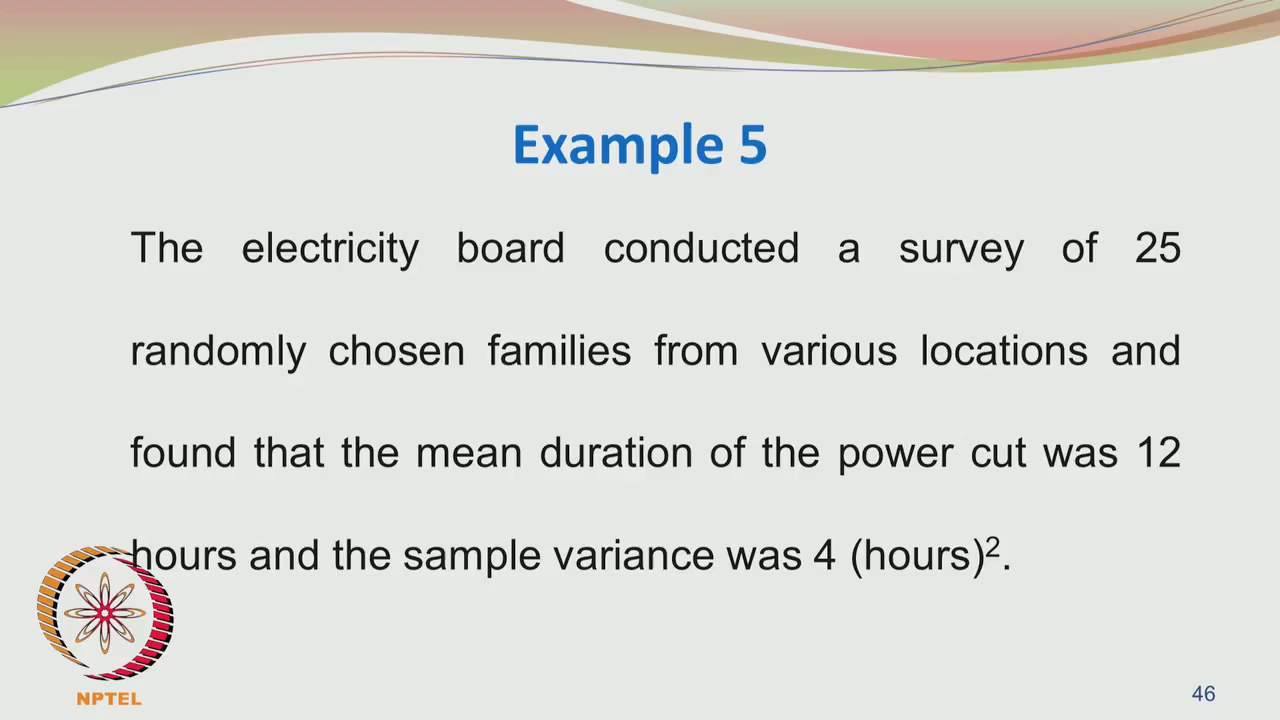 Example 5
The electricity board conducted a survey of 25
randomly chosen families from various locations and
found that the mean duration of the power cut was 12
hours and the sample variance was 4 (hours)².
NPTEL
46